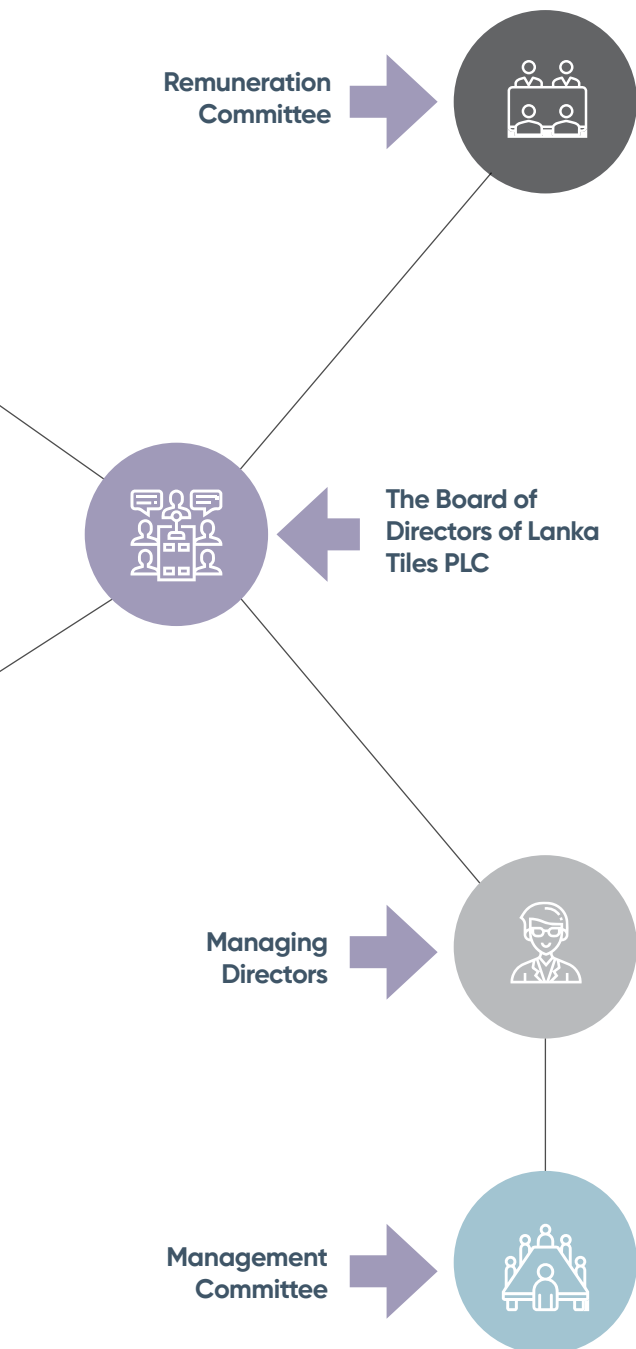 Remuneration
Committee
The Board of
Directors of Lanka
Tiles PLC
Managing
Directors
Management
Committee